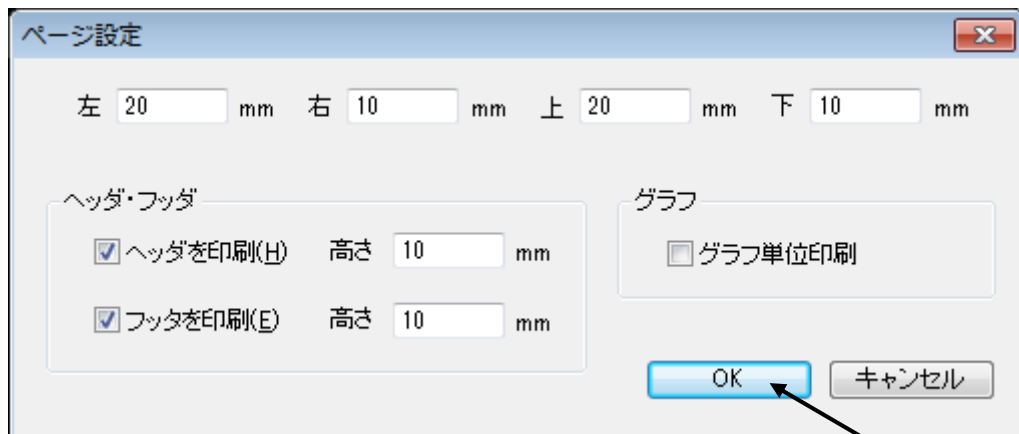 ページ設定
左 20 mm 右 10 mm 上 20 mm 下 10 mm
ヘッダ・フッダ
ヘッダを印刷(H) 高さ 10 mm
フッタを印刷(E) 高さ 10 mm
グラフ
グラフ単位印刷
OK キャンセル